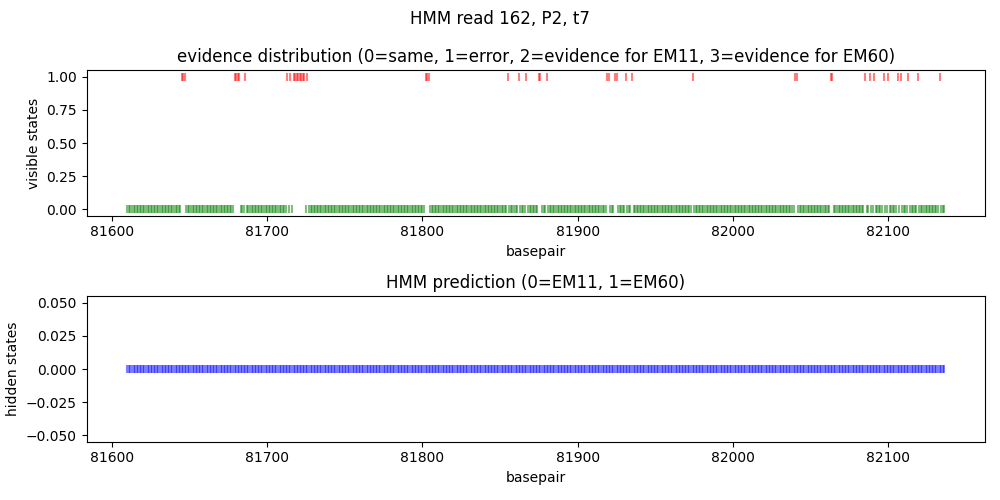 HMM read 162, P2, t7
evidence distribution (0=same, 1=error, 2=evidence for EM11, 3=evidence for EM60)
visible states
1.00
0.75
0.50
0.25
0.00
81600 81700 81800 81900 82000 82100
basepair
HMM prediction (0=EM11, 1=EM60)
hidden states
0.050
0.025
0.000
−0.025
−0.050
81600 81700 81800 81900 82000 82100
basepair